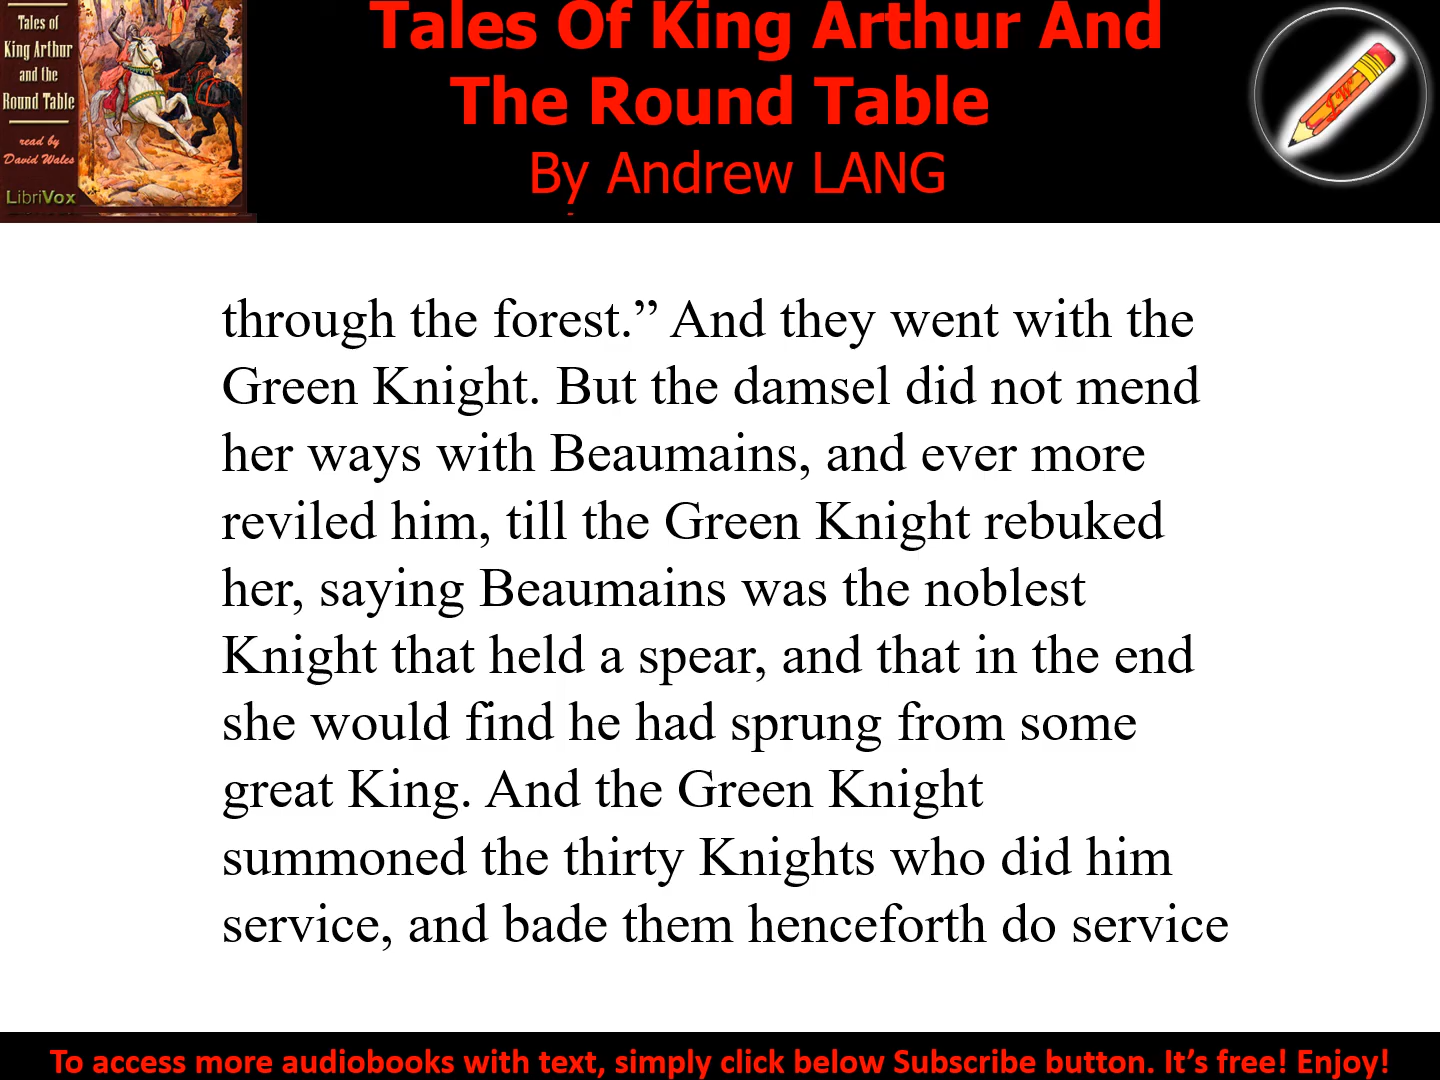 Tales of
King Arthur
and the
Round Table
read by
David Wales
LibriVox
Tales Of King Arthur And
The Round Table
By Andrew LANG
through the forest.” And they went with the
Green Knight. But the damsel did not mend
her ways with Beaumains, and ever more
reviled him, till the Green Knight rebuked
her, saying Beaumains was the noblest
Knight that held a spear, and that in the end
she would find he had sprung from some
great King. And the Green Knight
summoned the thirty Knights who did him
service, and bade them henceforth do service
To access more audiobooks with text, simply click below Subscribe button. It’s free! Enjoy!